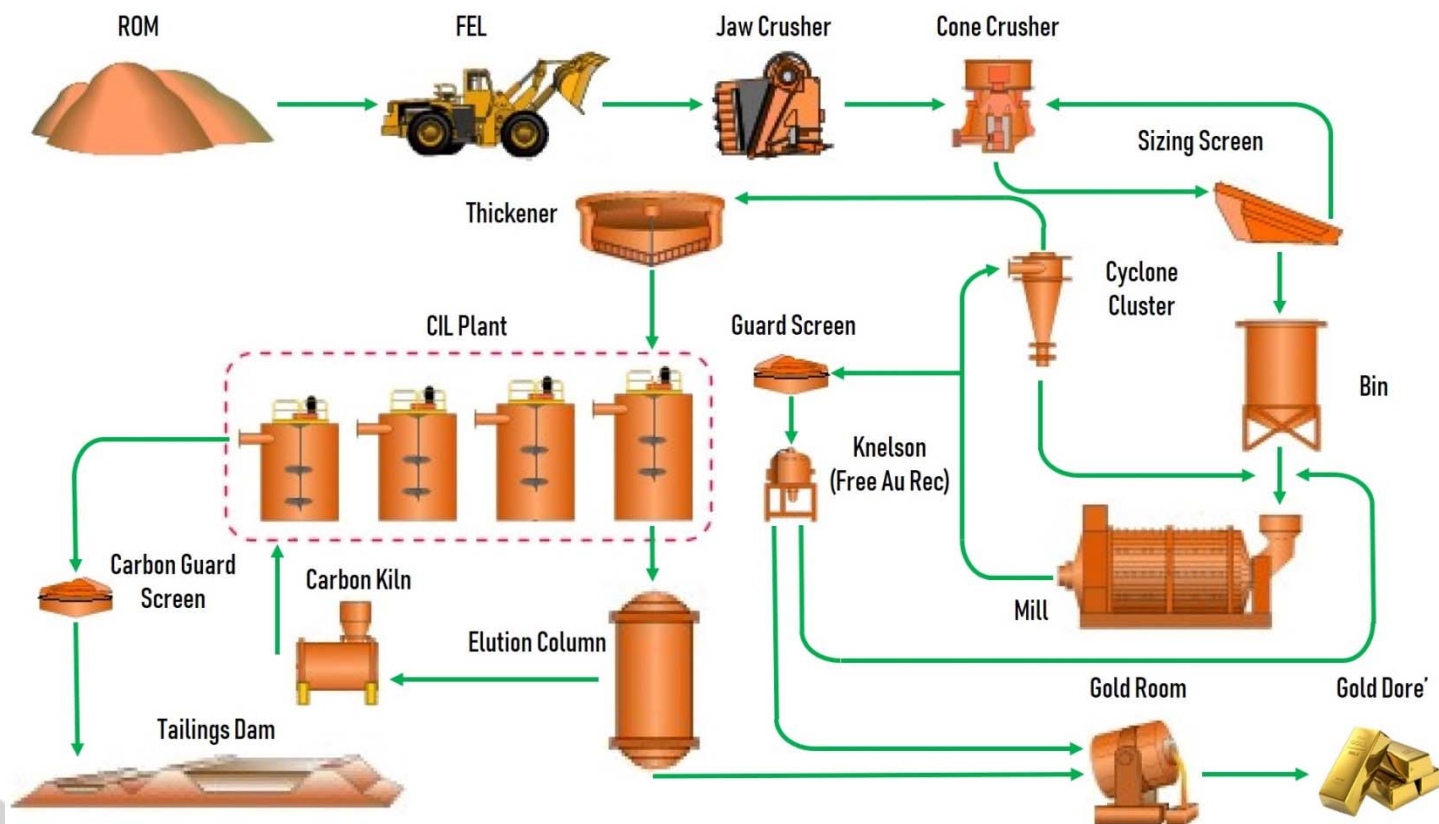 ROM
FEL
Jaw Crusher
Cone Crusher
Sizing Screen
Thickener
Cyclone
Cluster
CIL Plant
Guard Screen
Bin
Knelson
(Free Au Rec)
Carbon Guard
Screen
Carbon Kiln
Mill
Elution Column
Gold Room
Gold Dore'
Tailings Dam